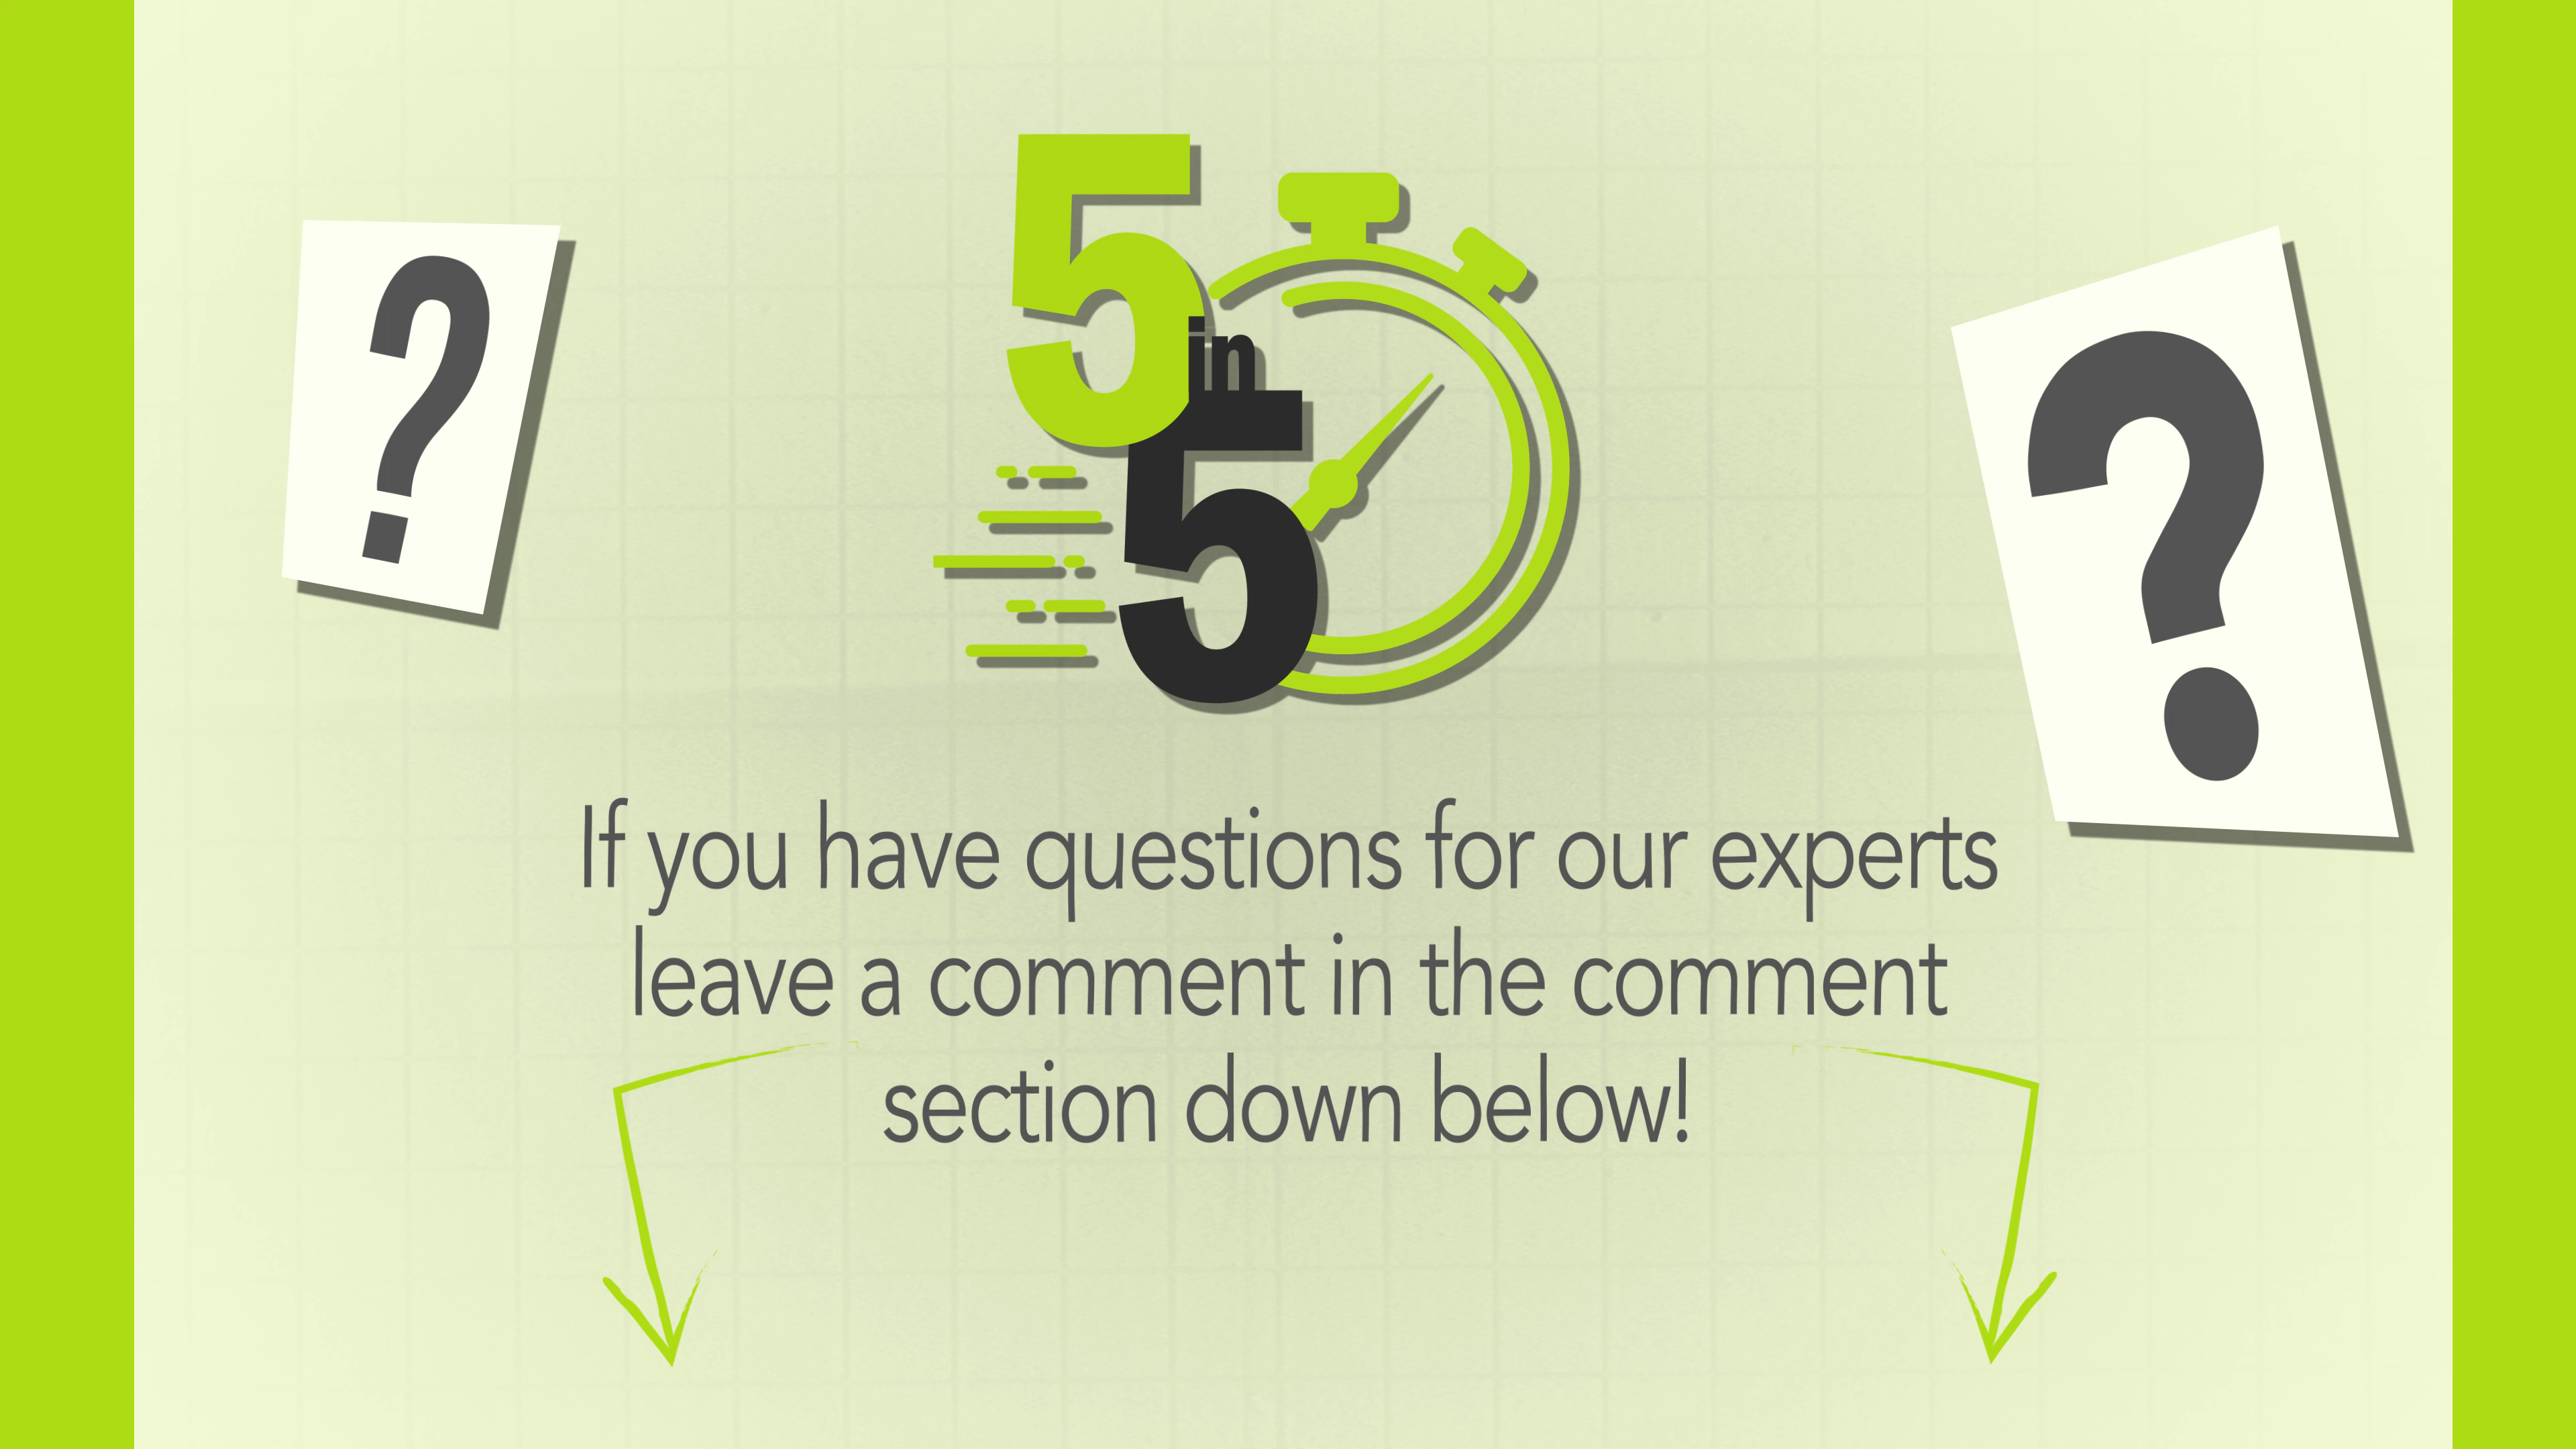 ?
5
in
5
?
If you have questions for our experts
leave a comment in the comment
section down below!